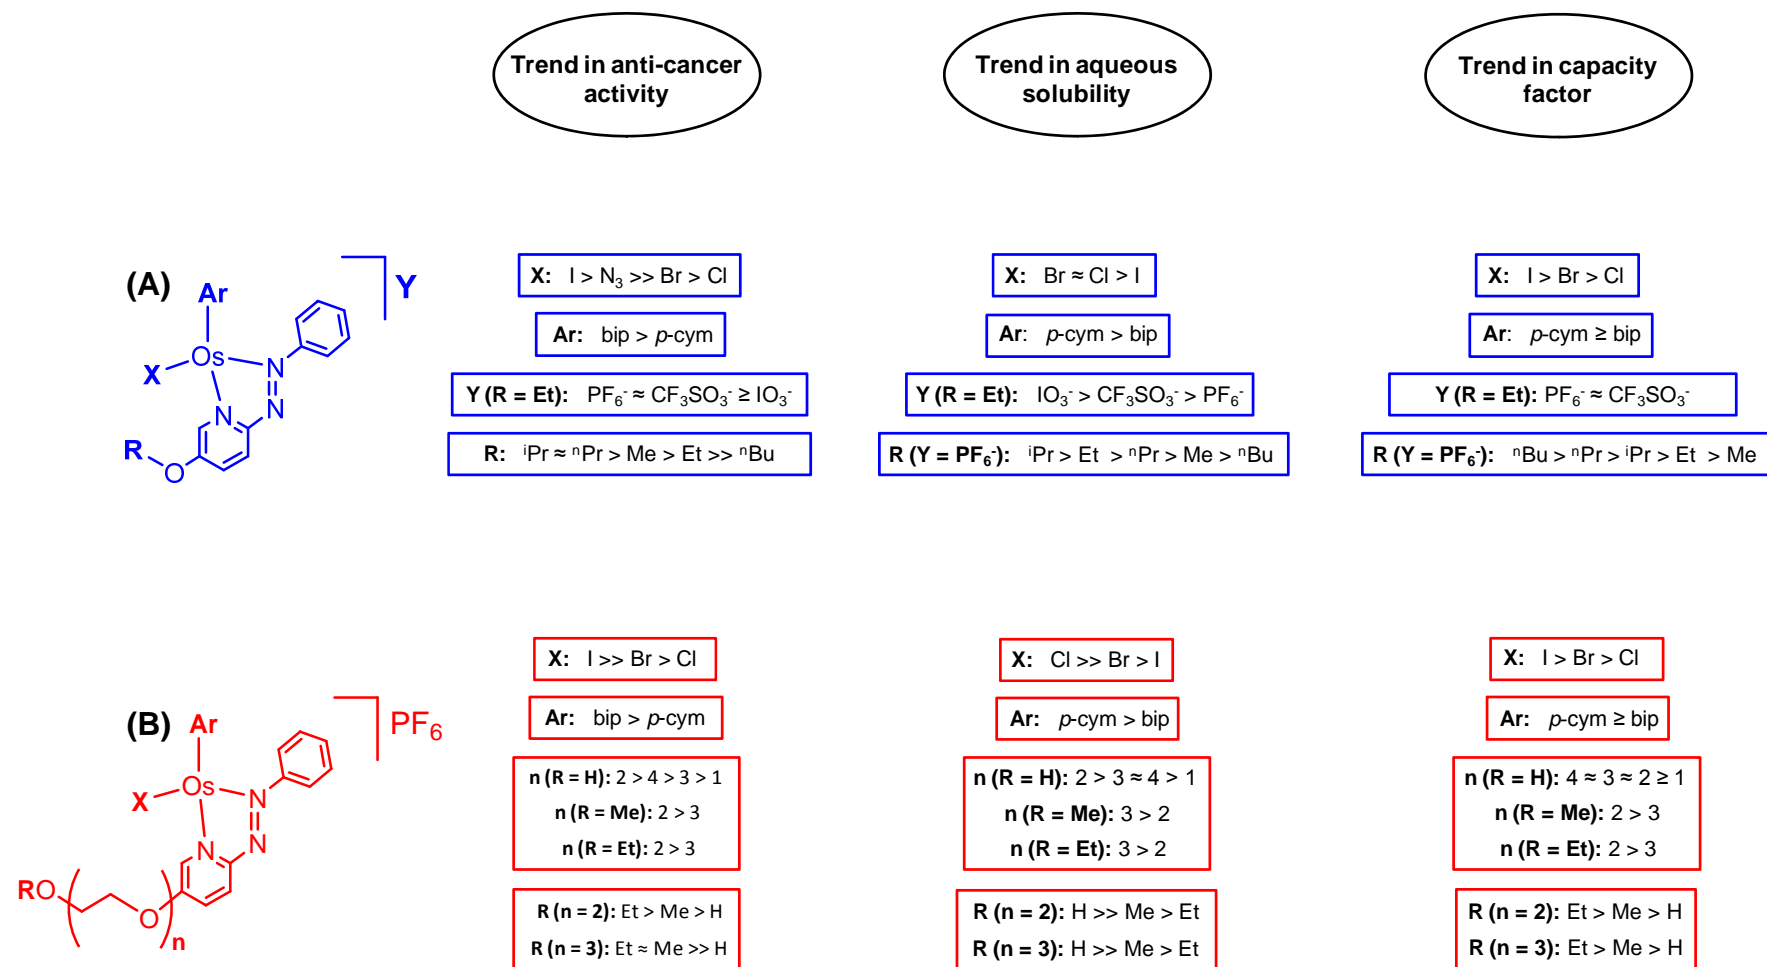 Trend in anti-cancer
activity
Trend in aqueous
solubility
Trend in capacity
factor
(A)
Ar
Y
X
Os
N
N
N
R
O
X: I > N₃ >> Br > Cl
Ar: bip > p-cym
Y (R = Et): PF₆⁻ ≈ CF₃SO₃⁻ ≥ IO₃⁻
R: ⁱPr ≈ ⁿPr > Me > Et >> ⁿBu
X: Br ≈ Cl > I
Ar: p-cym > bip
Y (R = Et): IO₃⁻ > CF₃SO₃⁻ > PF₆⁻
R (Y = PF₆⁻): ⁱPr > Et > ⁿPr > Me > ⁿBu
X: I > Br > Cl
Ar: p-cym ≥ bip
Y (R = Et): PF₆⁻ ≈ CF₃SO₃⁻
R (Y = PF₆⁻): ⁿBu > ⁿPr > ⁱPr > Et > Me
(B)
Ar
PF₆
X
Os
N
N
N
RO
O
n
X: I >> Br > Cl
Ar: bip > p-cym
n (R = H): 2 > 4 > 3 > 1
n (R = Me): 2 > 3
n (R = Et): 2 > 3
R (n = 2): Et > Me > H
R (n = 3): Et ≈ Me >> H
X: Cl >> Br > I
Ar: p-cym > bip
n (R = H): 2 > 3 ≈ 4 > 1
n (R = Me): 3 > 2
n (R = Et): 3 > 2
R (n = 2): H >> Me > Et
R (n = 3): H >> Me > Et
X: I > Br > Cl
Ar: p-cym ≥ bip
n (R = H): 4 ≈ 3 ≈ 2 ≥ 1
n (R = Me): 2 > 3
n (R = Et): 2 > 3
R (n = 2): Et > Me > H
R (n = 3): Et > Me > H